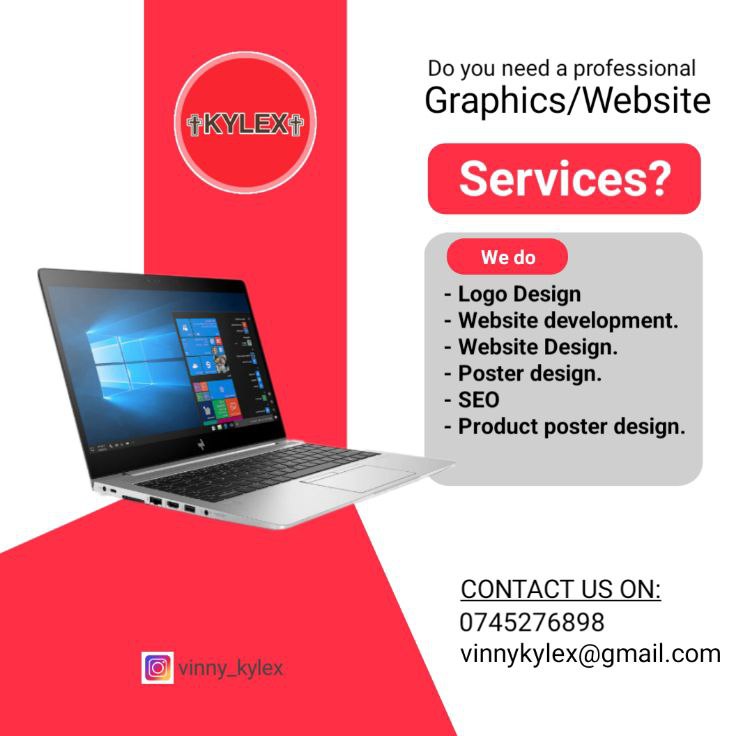 ✝KYLEX✝
Do you need a professional
Graphics/Website
Services?
We do
- Logo Design
- Website development.
- Website Design.
- Poster design.
- SEO
- Product poster design.
CONTACT US ON:
0745276898
vinnykylex@gmail.com
vinny_kylex